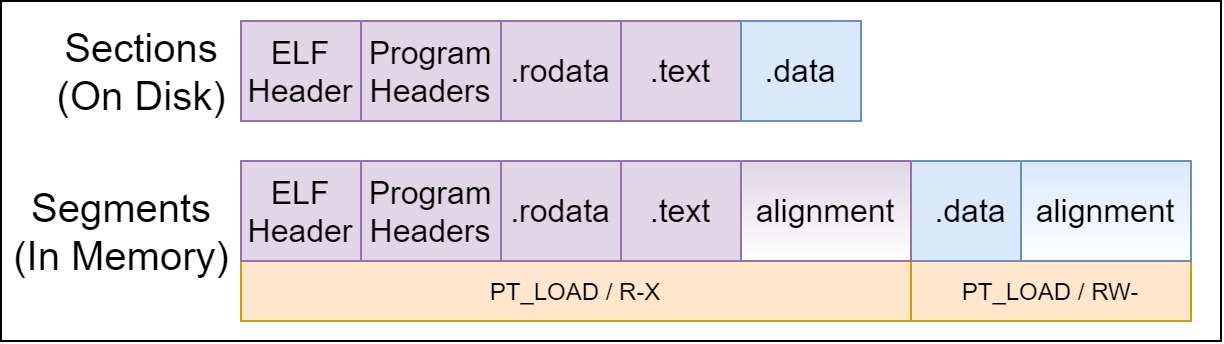 Sections
(On Disk)
ELF
Header
Program
Headers
.rodata
.text
.data
Segments
(In Memory)
ELF
Header
Program
Headers
.rodata
.text
alignment
.data
alignment
PT_LOAD / R-X
PT_LOAD / RW-